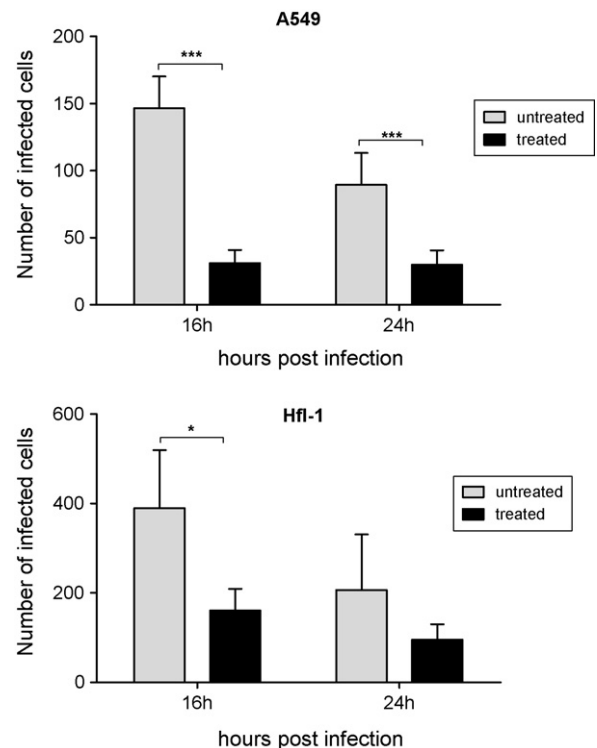 A549
Number of infected cells
200
150
100
50
0
***
***
untreated
treated
16h
24h
hours post infection
Hfl-1
Number of infected cells
600
400
200
0
*
untreated
treated
16h
24h
hours post infection